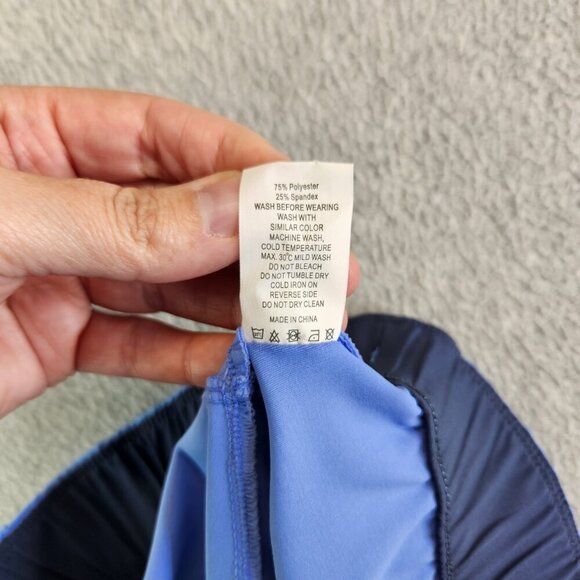 75% Polyester
25% Spandex
WASH BEFORE WEARING
WASH WITH
SIMILAR COLOR
MACHINE WASH,
COLD TEMPERATURE
MAX. 30°C MILD WASH
DO NOT BLEACH
DO NOT TUMBLE DRY
COLD IRON ON
REVERSE SIDE
DO NOT DRY CLEAN
MADE IN CHINA